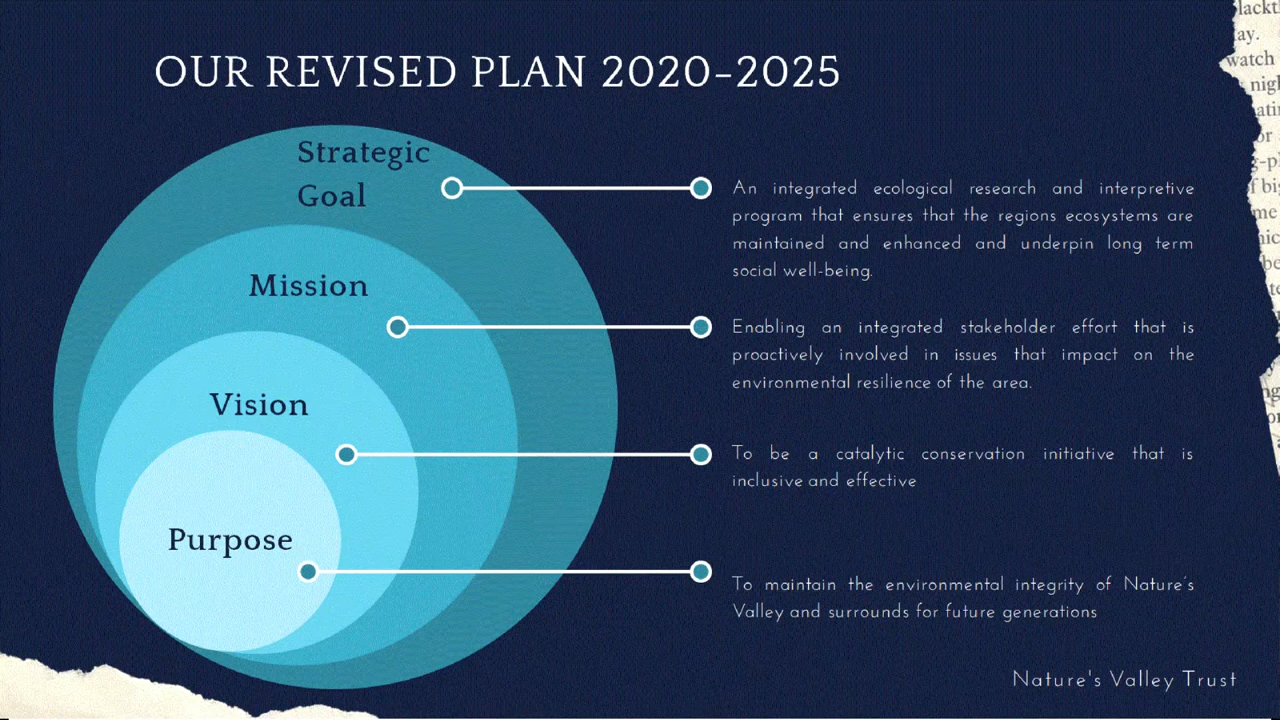 OUR REVISED PLAN 2020–2025
Strategic
Goal
An integrated ecological research and interpretive
program that ensures that the regions ecosystems are
maintained and enhanced and underpin long term
social well-being.
Mission
Enabling an integrated stakeholder effort that is
proactively involved in issues that impact on the
environmental resilience of the area.
Vision
To be a catalytic conservation initiative that is
inclusive and effective
Purpose
To maintain the environmental integrity of Nature's
Valley and surrounds for future generations
Nature's Valley Trust
watch